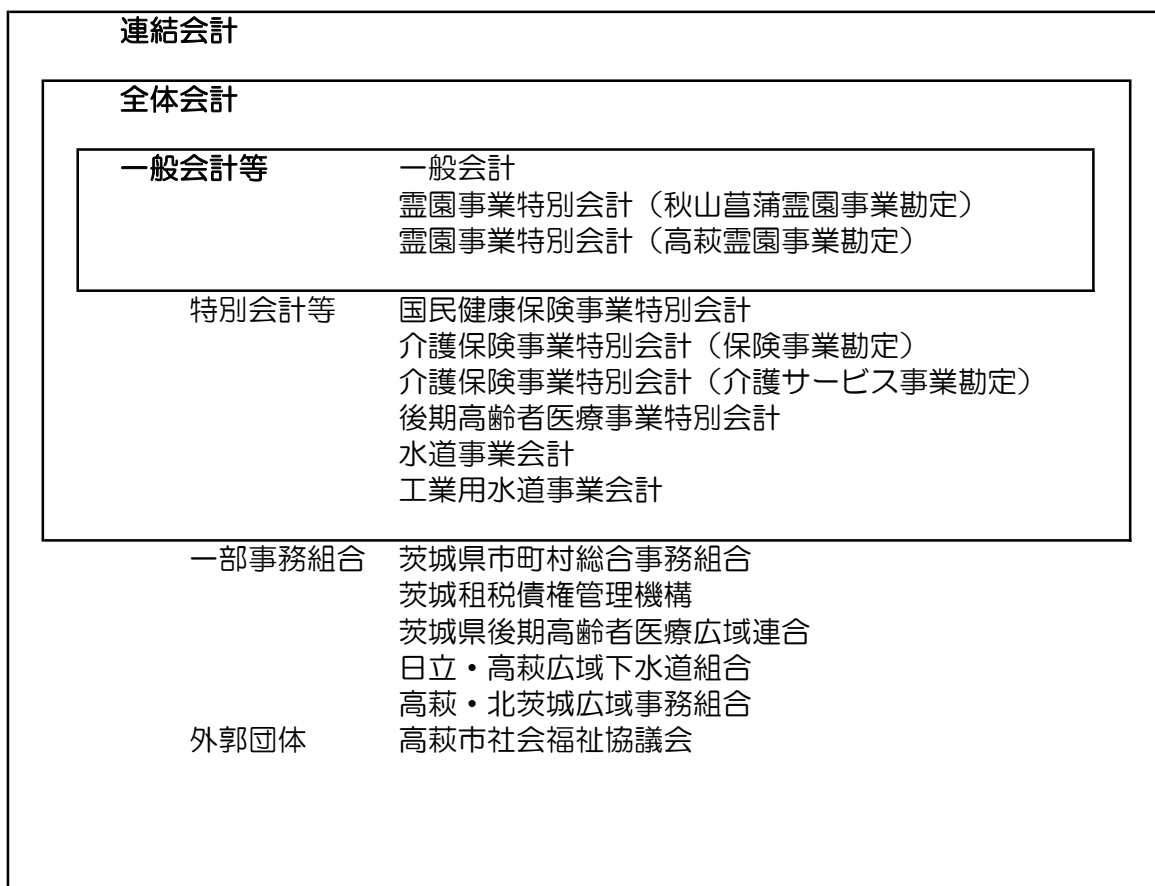 連結会計
全体会計
一般会計等 一般会計
霊園事業特別会計（秋山菖蒲霊園事業勘定）
霊園事業特別会計（高萩霊園事業勘定）
特別会計等 国民健康保険事業特別会計
介護保険事業特別会計（保険事業勘定）
介護保険事業特別会計（介護サービス事業勘定）
後期高齢者医療事業特別会計
水道事業会計
工業用水道事業会計
一部事務組合 茨城県市町村総合事務組合
茨城租税債権管理機構
茨城県後期高齢者医療広域連合
日立・高萩広域下水道組合
高萩・北茨城広域事務組合
外郭団体 高萩市社会福祉協議会